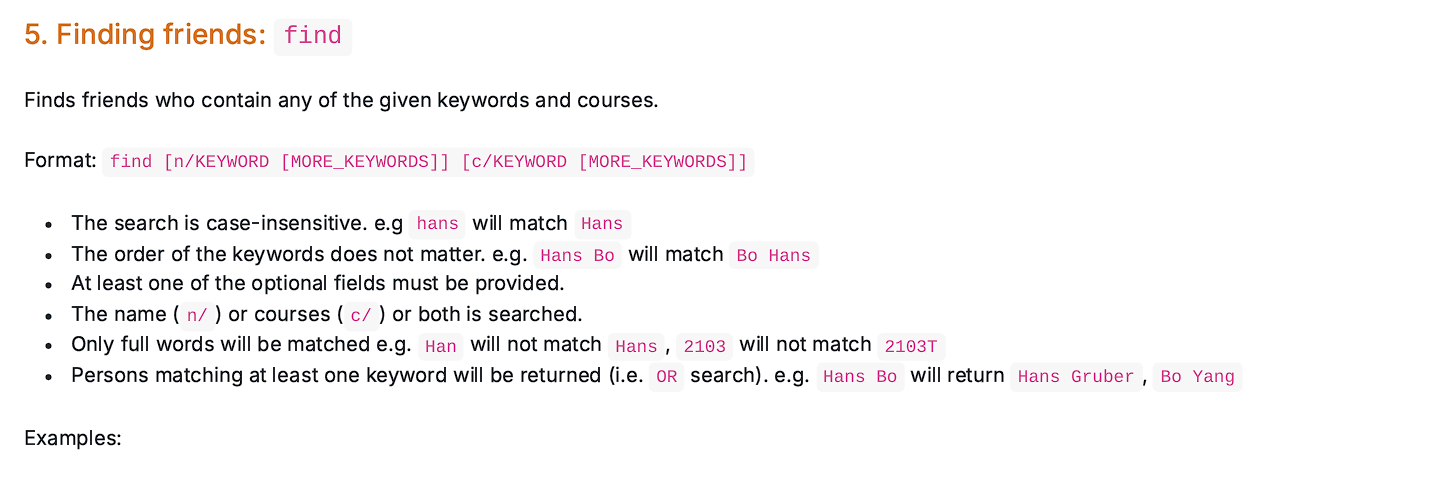 5. Finding friends: find
Finds friends who contain any of the given keywords and courses.
Format: find [n/KEYWORD [MORE_KEYWORDS]] [c/KEYWORD [MORE_KEYWORDS]]
• The search is case-insensitive. e.g hans will match Hans
• The order of the keywords does not matter. e.g. Hans Bo will match Bo Hans
• At least one of the optional fields must be provided.
• The name ( n/ ) or courses ( c/ ) or both is searched.
• Only full words will be matched e.g. Han will not match Hans , 2103 will not match 2103T
• Persons matching at least one keyword will be returned (i.e. OR search). e.g. Hans Bo will return Hans Gruber , Bo Yang
Examples: